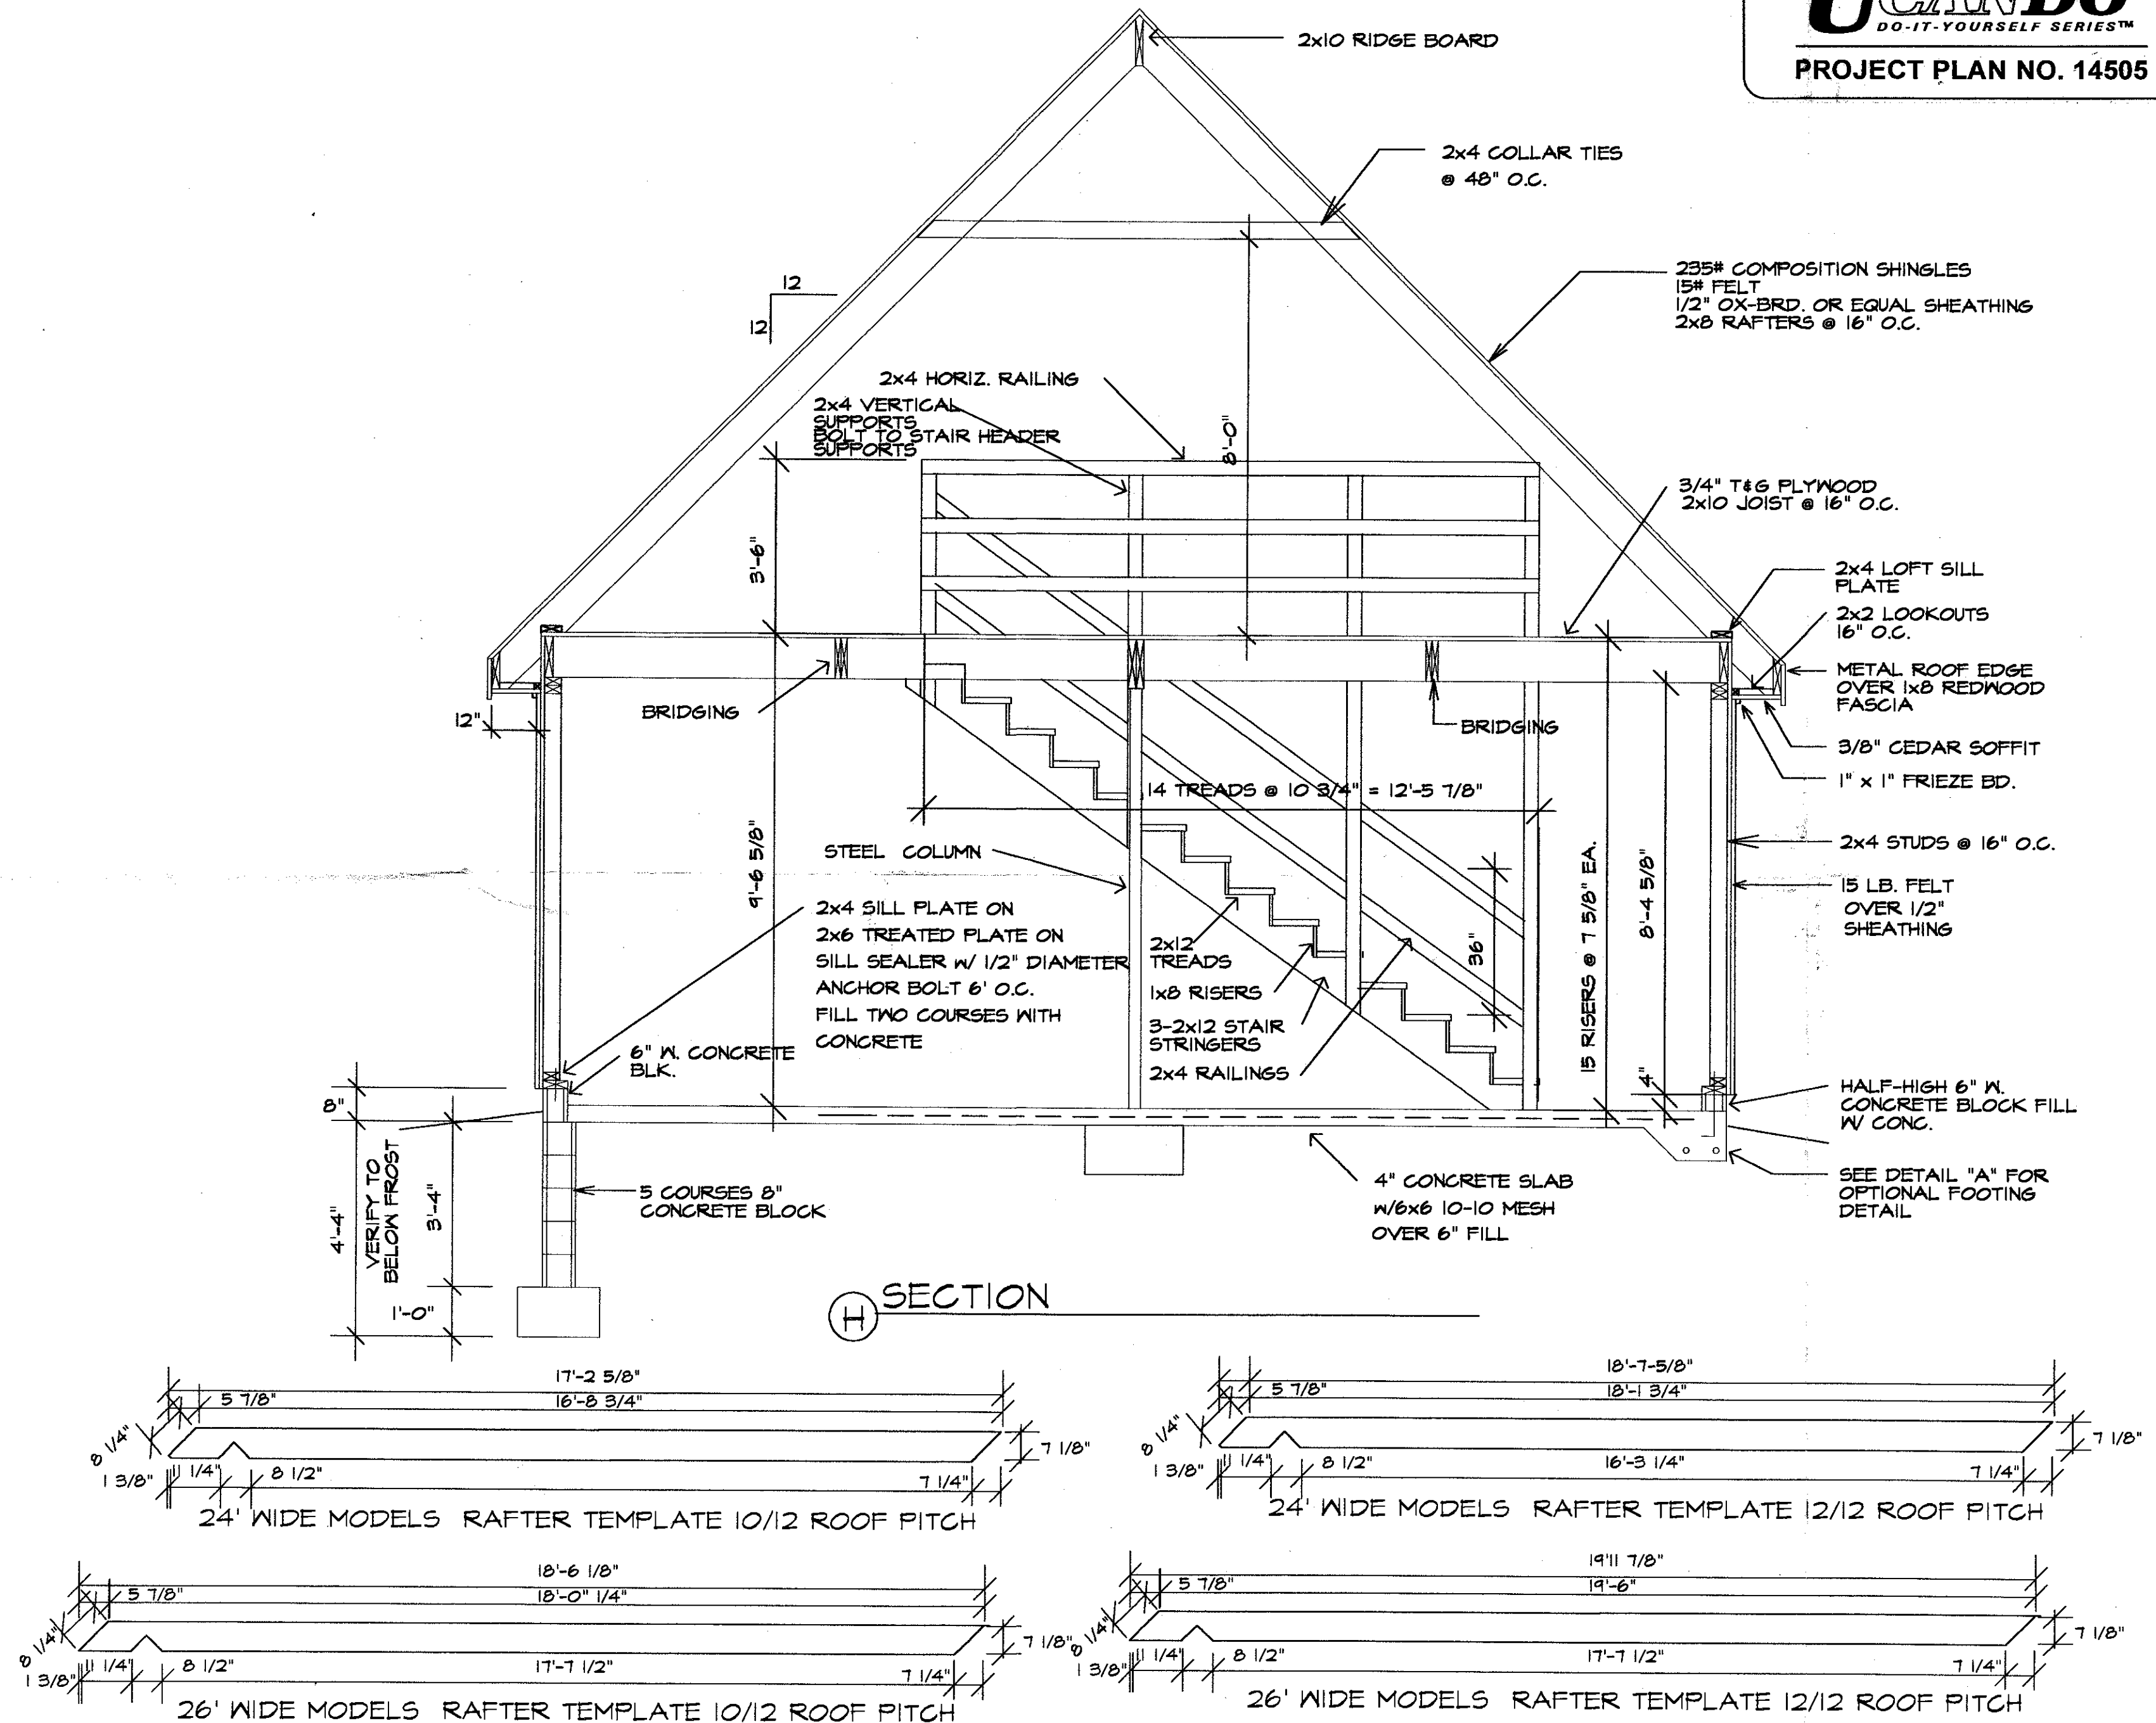 UCANDO
DO-IT-YOURSELF SERIES™
PROJECT PLAN NO. 14505
2x10 RIDGE BOARD
2x4 COLLAR TIES
@ 48" O.C.
235# COMPOSITION SHINGLES
15# FELT
1/2" OX-BRD. OR EQUAL SHEATHING
2x8 RAFTERS @ 16" O.C.
12
12
2x4 HORIZ. RAILING
2x4 VERTICAL
SUPPORTS
BOLT TO STAIR HEADER
SUPPORTS
8'-0"
3'-6"
3/4" T&G PLYWOOD
2x10 JOIST @ 16" O.C.
2x4 LOFT SILL
PLATE
2x2 LOOKOUTS
16" O.C.
METAL ROOF EDGE
OVER 1x8 REDWOOD
FASCIA
3/8" CEDAR SOFFIT
1" x 1" FRIEZE BD.
12"
BRIDGING
BRIDGING
14 TREADS @ 10 3/4" = 12'-5 7/8"
9'-6 5/8"
STEEL COLUMN
2x4 SILL PLATE ON
2x6 TREATED PLATE ON
SILL SEALER W/ 1/2" DIAMETER
ANCHOR BOLT 6' O.C.
FILL TWO COURSES WITH
CONCRETE
2x12
TREADS
1x8 RISERS
3-2x12 STAIR
STRINGERS
2x4 RAILINGS
36"
15 RISERS @ 7 5/8" EA.
8'-4 5/8"
4"
2x4 STUDS @ 16" O.C.
15 LB. FELT
OVER 1/2"
SHEATHING
6" W. CONCRETE
BLK.
8"
4'-4"
VERIFY TO
BELOW FROST
3'-4"
1'-0"
5 COURSES 8"
CONCRETE BLOCK
4" CONCRETE SLAB
W/6x6 10-10 MESH
OVER 6" FILL
HALF-HIGH 6" W.
CONCRETE BLOCK FILL
W/ CONC.
SEE DETAIL "A" FOR
OPTIONAL FOOTING
DETAIL
H SECTION
17'-2 5/8"
5 7/8"
16'-8 3/4"
8 1/4"
7 1/8"
1 3/8"
11 1/4"
8 1/2"
7 1/4"
24' WIDE MODELS RAFTER TEMPLATE 10/12 ROOF PITCH
18'-7-5/8"
5 7/8"
18'-1 3/4"
8 1/4"
7 1/8"
1 3/8"
11 1/4"
8 1/2"
16'-3 1/4"
7 1/4"
24' WIDE MODELS RAFTER TEMPLATE 12/12 ROOF PITCH
18'-6 1/8"
5 7/8"
18'-0" 1/4"
8 1/4"
7 1/8"
1 3/8"
11 1/4"
8 1/2"
17'-7 1/2"
7 1/4"
26' WIDE MODELS RAFTER TEMPLATE 10/12 ROOF PITCH
19'11 7/8"
5 7/8"
19'-6"
8 1/4"
7 1/8"
1 3/8"
11 1/4"
8 1/2"
17'-7 1/2"
7 1/4"
26' WIDE MODELS RAFTER TEMPLATE 12/12 ROOF PITCH